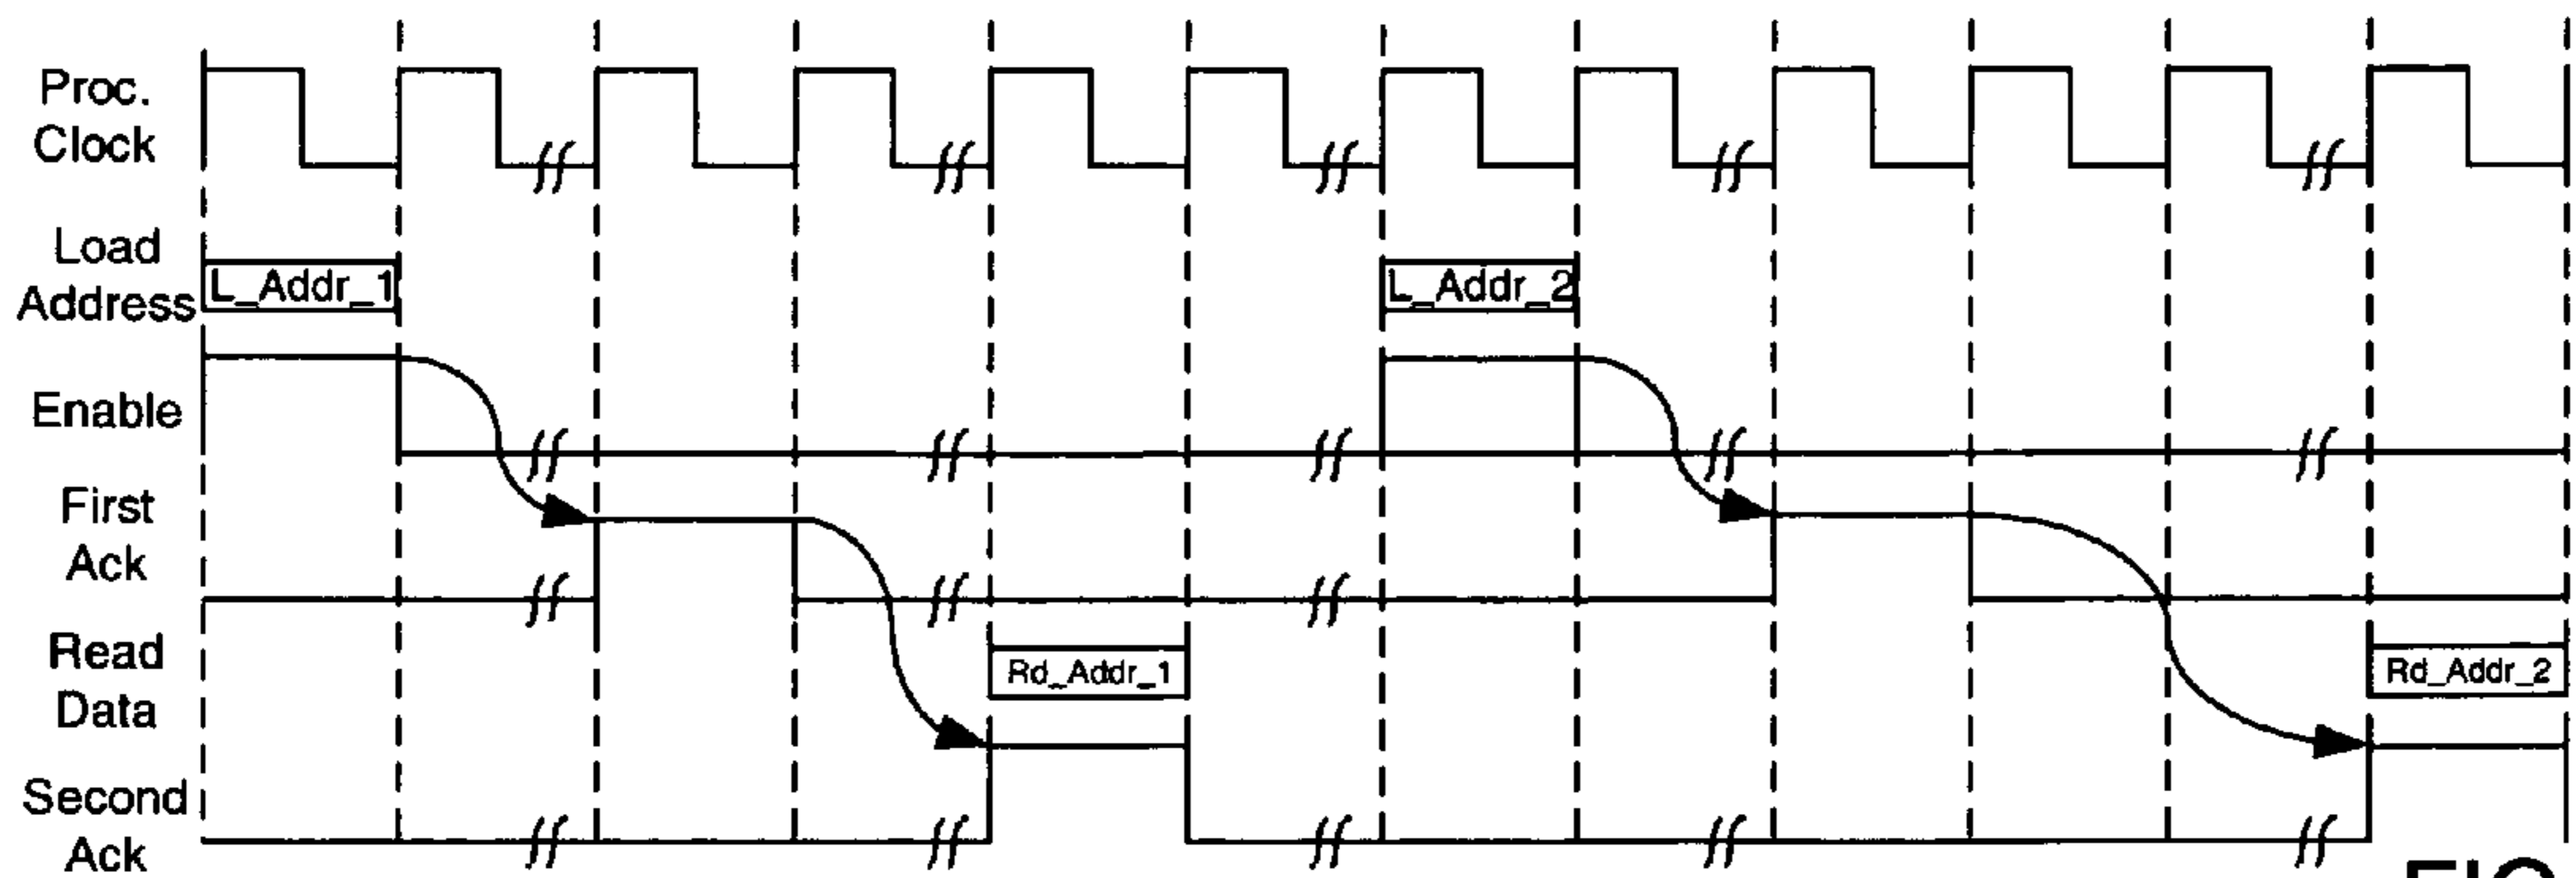 Proc.
Clock
Load
Address
L_Addr_1
L_Addr_2
Enable
First
Ack
Read
Data
Rd_Addr_1
Rd_Addr_2
Second
Ack